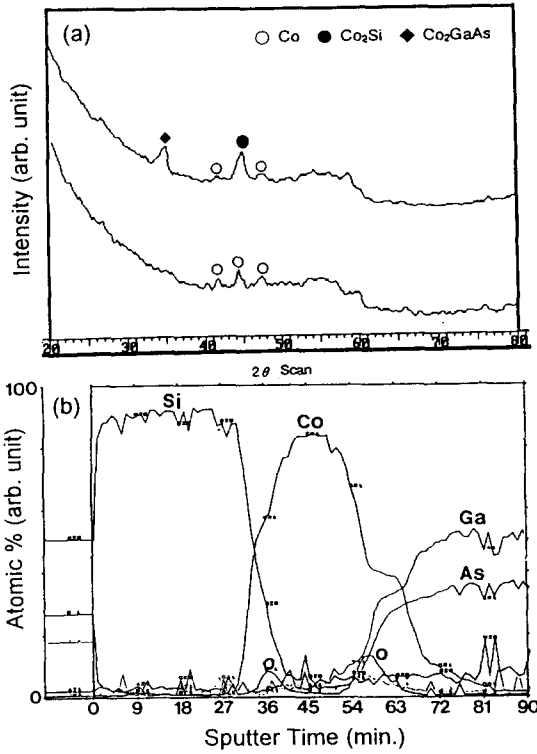 (a)
Co Co₂Si Co₂GaAs
Intensity (arb. unit)
20 30 40 50 60 70 80
2θ Scan
(b)
100
Si
Co
Ga
As
O
O
Atomic % (arb. unit)
0
0 9 18 27 36 45 54 63 72 81 90
Sputter Time (min.)